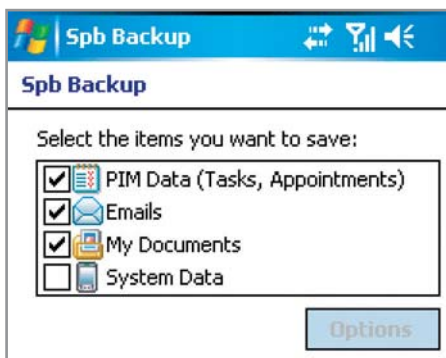 Spb Backup
Spb Backup
Select the items you want to save:
PIM Data (Tasks, Appointments)
Emails
My Documents
System Data
Options